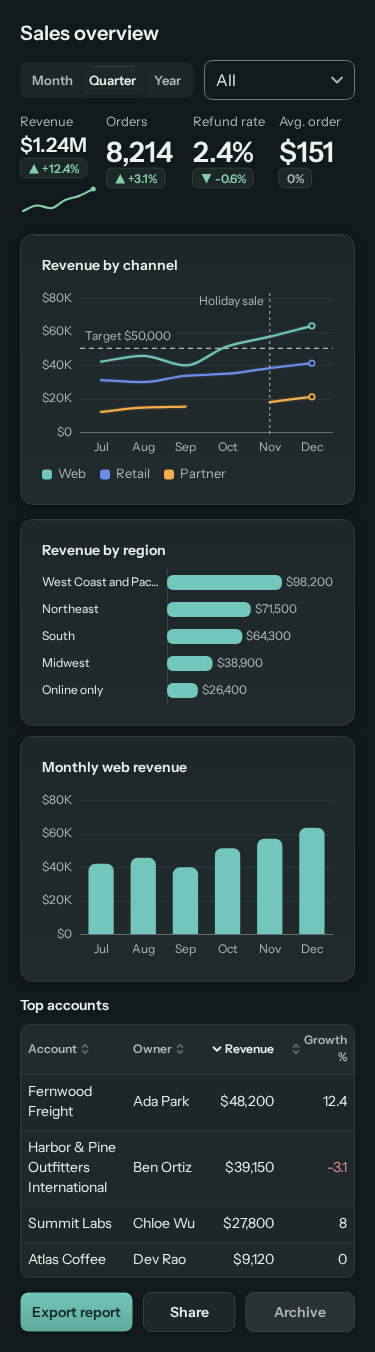 Sales overview
Month Quarter Year All
Revenue Orders Refund rate Avg. order
$1.24M 8,214 2.4% $151
▲ +12.4% ▲ +3.1% ▼ -0.6% 0%
Revenue by channel
$80K
Holiday sale
$60K
Target $50,000
$40K
$20K
$0
Jul Aug Sep Oct Nov Dec
Web Retail Partner
Revenue by region
West Coast and Pac... $98,200
Northeast $71,500
South $64,300
Midwest $38,900
Online only $26,400
Monthly web revenue
$80K
$60K
$40K
$20K
$0
Jul Aug Sep Oct Nov Dec
Top accounts
Account Owner Revenue Growth
%
Fernwood
Freight Ada Park $48,200 12.4
Harbor & Pine
Outfitters Ben Ortiz $39,150 -3.1
International
Summit Labs Chloe Wu $27,800 8
Atlas Coffee Dev Rao $9,120 0
Export report Share Archive